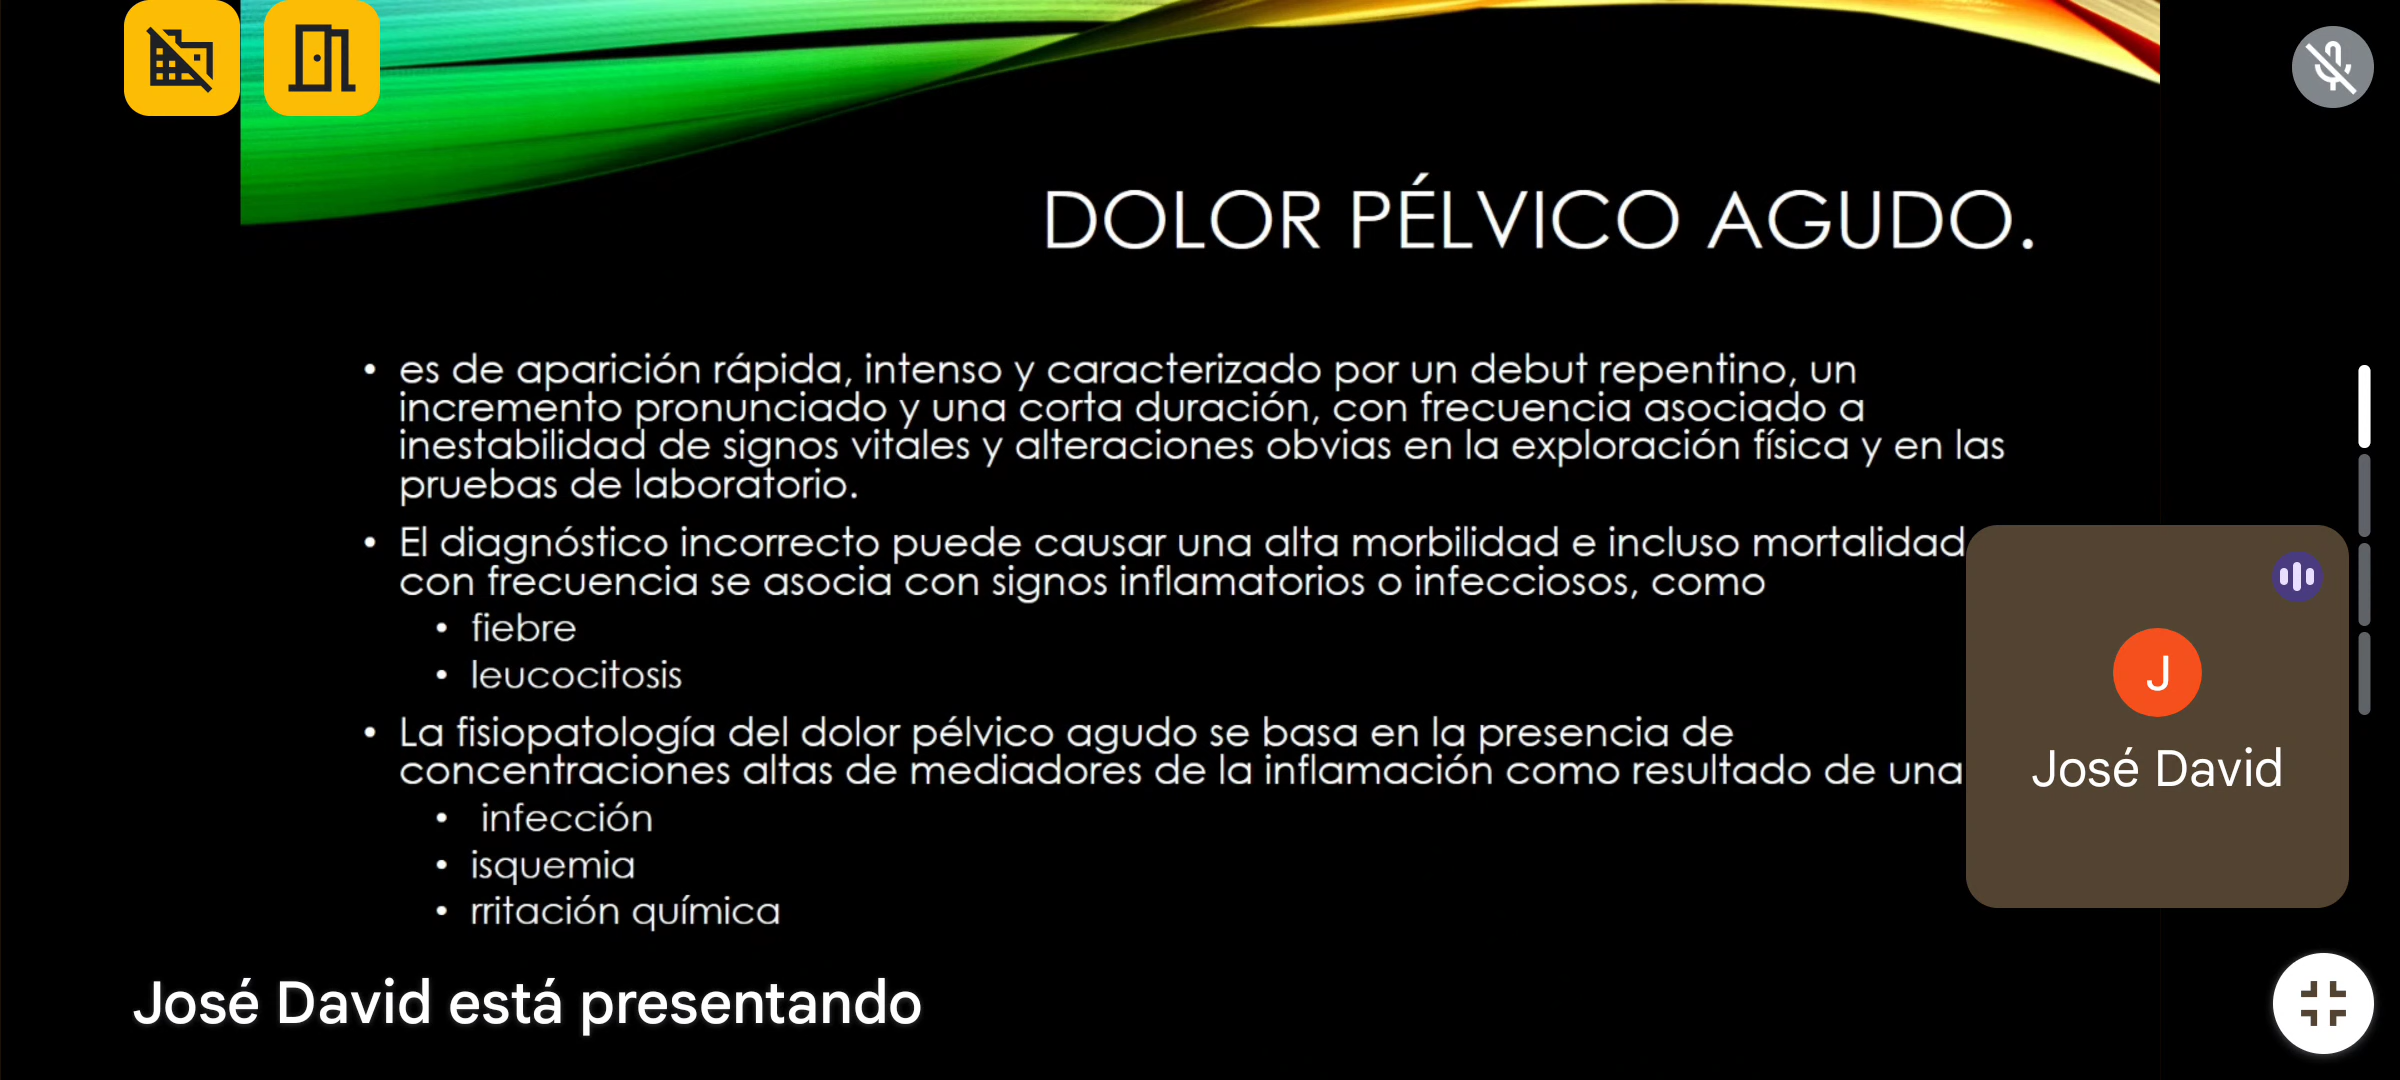 DOLOR PÉLVICO AGUDO.
• es de aparición rápida, intenso y caracterizado por un debut repentino, un
incremento pronunciado y una corta duración, con frecuencia asociado a
inestabilidad de signos vitales y alteraciones obvias en la exploración física y en las
pruebas de laboratorio.
• El diagnóstico incorrecto puede causar una alta morbilidad e incluso mortalidad
con frecuencia se asocia con signos inflamatorios o infecciosos, como
• fiebre
• leucocitosis
• La fisiopatología del dolor pélvico agudo se basa en la presencia de
concentraciones altas de mediadores de la inflamación como resultado de una
• infección
• isquemia
• rritación química
J
José David
José David está presentando